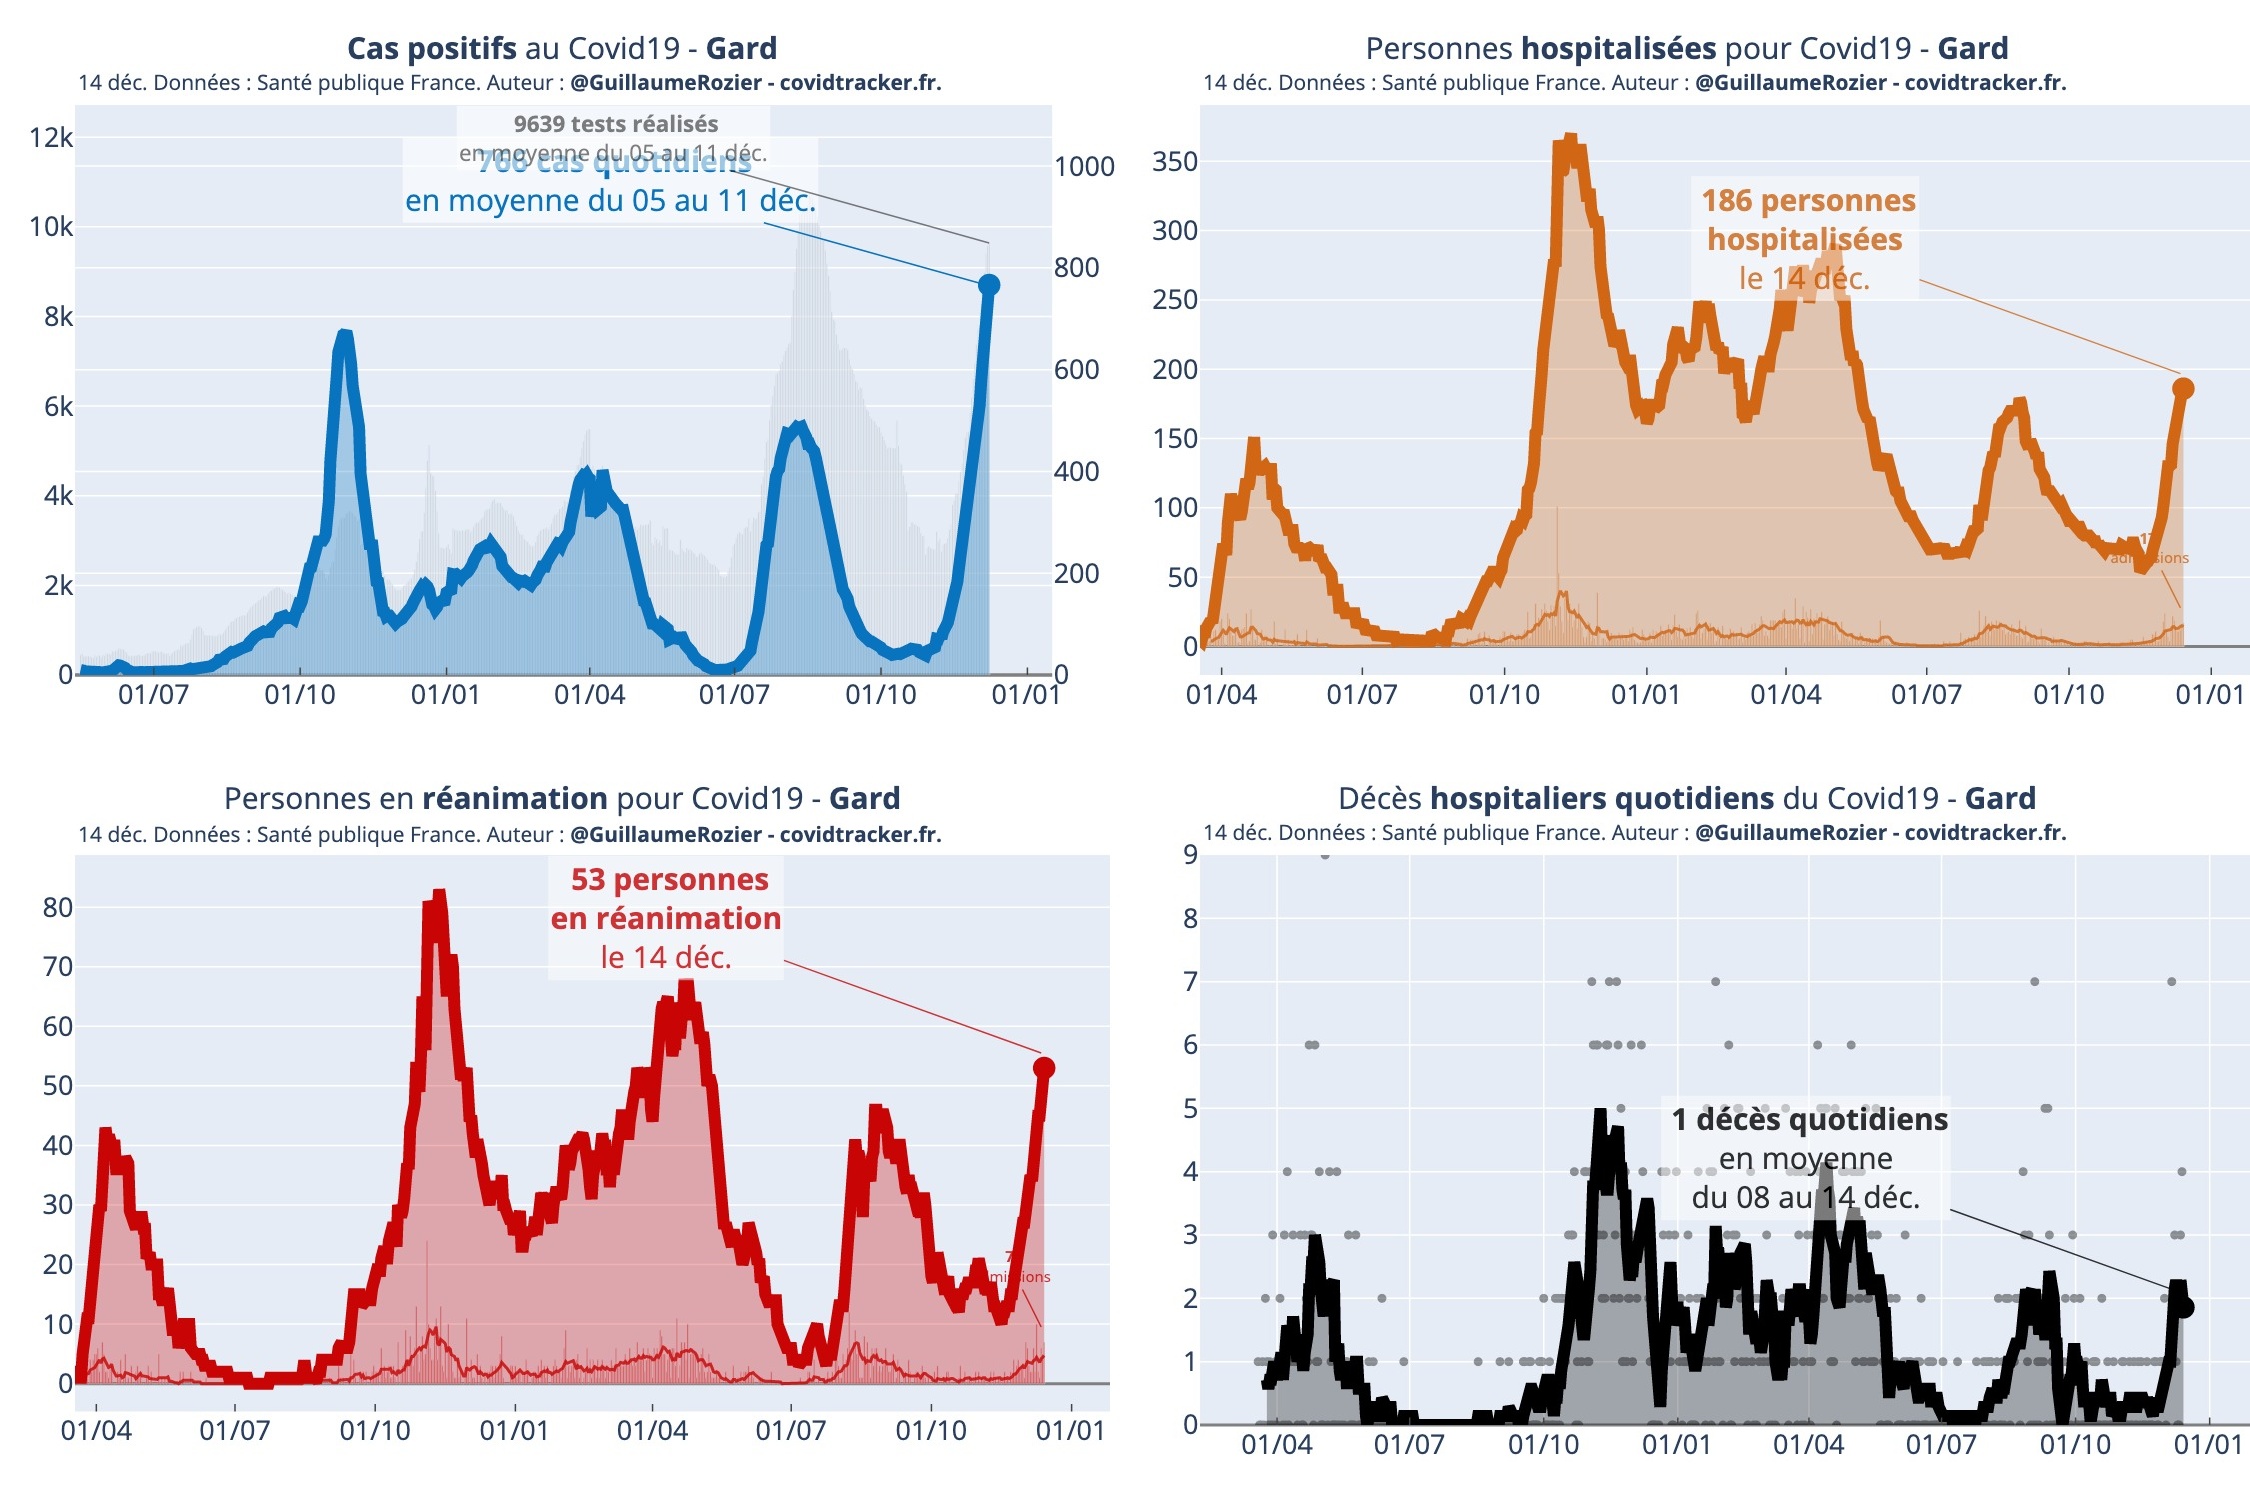 Cas positifs au Covid19 - Gard
14 déc. Données : Santé publique France. Auteur : @GuillaumeRozier - covidtracker.fr.
9639 tests réalisés
en moyenne du 05 au 11 déc.
766 cas quotidiens
en moyenne du 05 au 11 déc.
12k
10k
8k
6k
4k
2k
0
1000
800
600
400
200
0
01/07 01/10 01/01 01/04 01/07 01/10 01/01
Personnes hospitalisées pour Covid19 - Gard
14 déc. Données : Santé publique France. Auteur : @GuillaumeRozier - covidtracker.fr.
186 personnes
hospitalisées
le 14 déc.
350
300
250
200
150
100
50
0
01/04 01/07 01/10 01/01 01/04 01/07 01/10 01/01
Personnes en réanimation pour Covid19 - Gard
14 déc. Données : Santé publique France. Auteur : @GuillaumeRozier - covidtracker.fr.
53 personnes
en réanimation
le 14 déc.
80
70
60
50
40
30
20
10
0
01/04 01/07 01/10 01/01 01/04 01/07 01/10 01/01
Décès hospitaliers quotidiens du Covid19 - Gard
14 déc. Données : Santé publique France. Auteur : @GuillaumeRozier - covidtracker.fr.
1 décès quotidiens
en moyenne
du 08 au 14 déc.
9
8
7
6
5
4
3
2
1
0
01/04 01/07 01/10 01/01 01/04 01/07 01/10 01/01